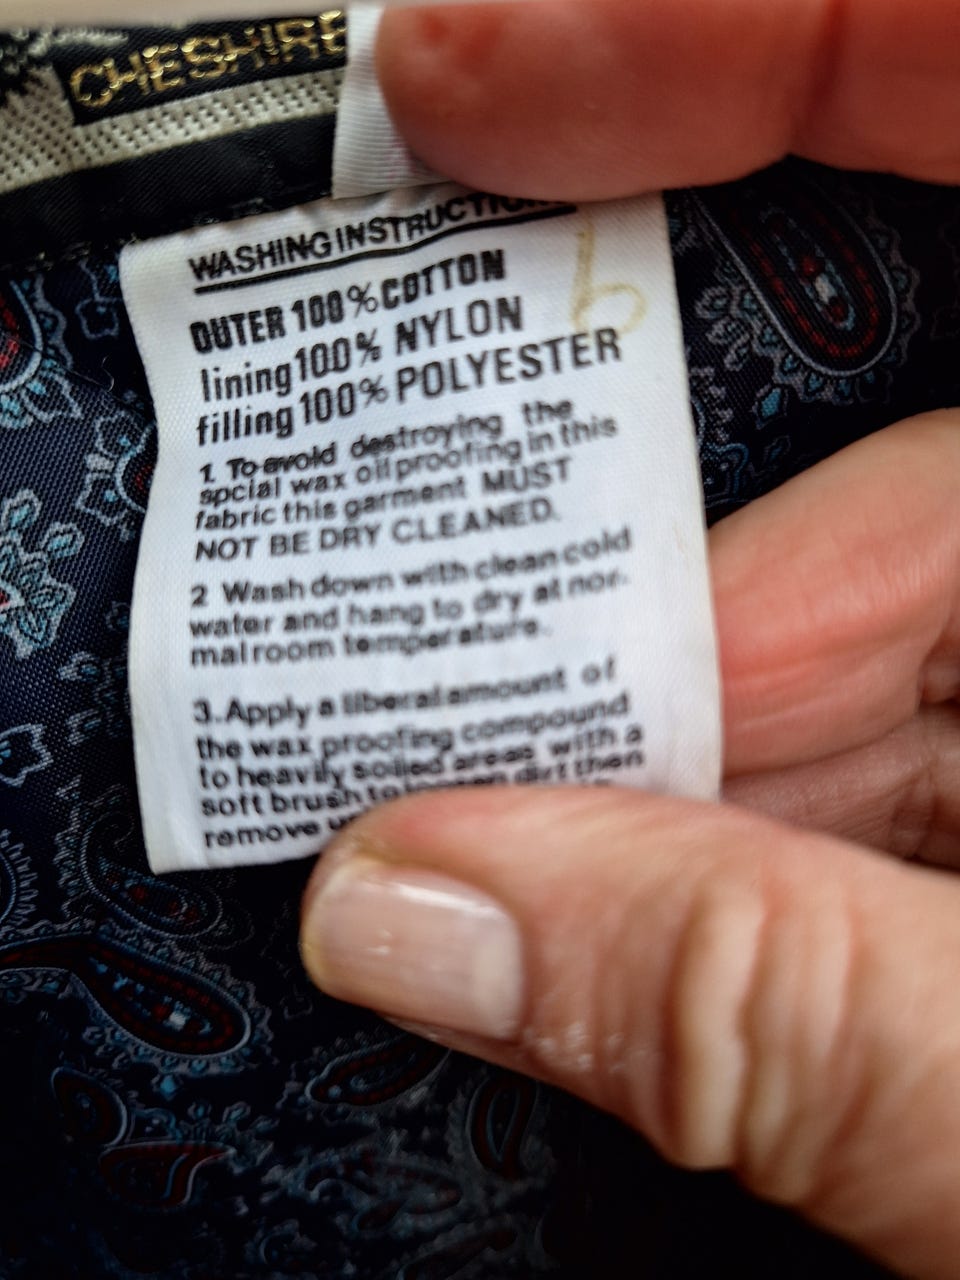 CHESHIRE
WASHING INSTRUCTION
OUTER 100% COTTON
lining 100% NYLON
filling 100% POLYESTER
1. To avoid destroying the
spcial wax oil proofing in this
fabric this garment MUST
NOT BE DRY CLEANED.
2 Wash down with clean cold
water and hang to dry at nor-
mal room temperature.
3. Apply a liberal amount of
the wax proofing compound
to heavily soiled areas with a
soft brush to loosen dirt then
remove